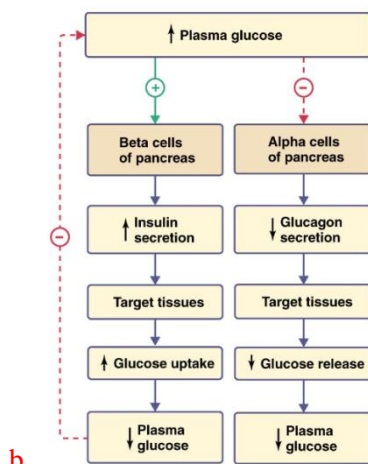 ↑ Plasma glucose
+
−
Beta cells
of pancreas
Alpha cells
of pancreas
↑ Insulin
secretion
↓ Glucagon
secretion
−
Target tissues
Target tissues
↑ Glucose uptake
↓ Glucose release
↓ Plasma
glucose
↓ Plasma
glucose
b